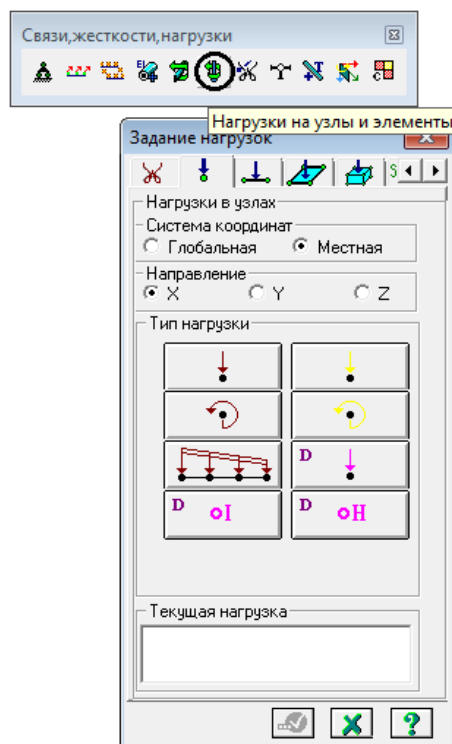 Связи,жесткости,нагрузки
Нагрузки на узлы и элементы
Задание нагрузок
Нагрузки в узлах
Система координат
Глобальная Местная
Направление
X Y Z
Тип нагрузки
D
D I D H
Текущая нагрузка
?